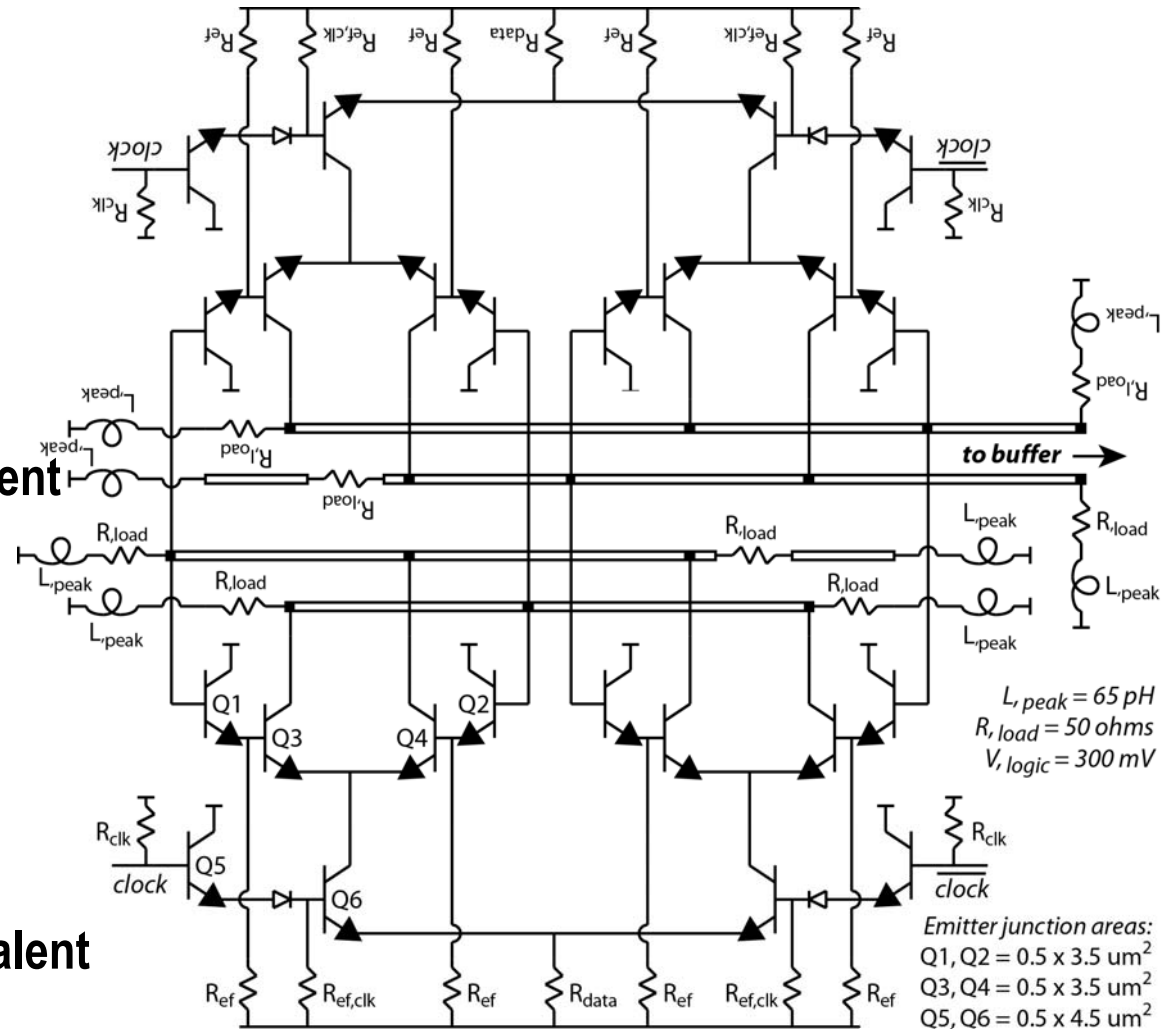 Ref Ref,clk Ref Rdata Ref Ref,clk Ref
clock clock
Rclk Rclk
L,peak
R,load
L,peak
R,load
L,peak
to buffer
ent
R,load
R,load R,load L,peak R,load
L,peak R,load R,load L,peak
L,peak L,peak
Q1 Q2
L, peak = 65 pH
Q3 Q4
R, load = 50 ohms
V, logic = 300 mV
Rclk Rclk
Q5
clock clock
Q6
Emitter junction areas:
alent
Q1, Q2 = 0.5 x 3.5 um²
Q3, Q4 = 0.5 x 3.5 um²
Ref Ref,clk Ref Rdata Ref Ref,clk Ref
Q5, Q6 = 0.5 x 4.5 um²